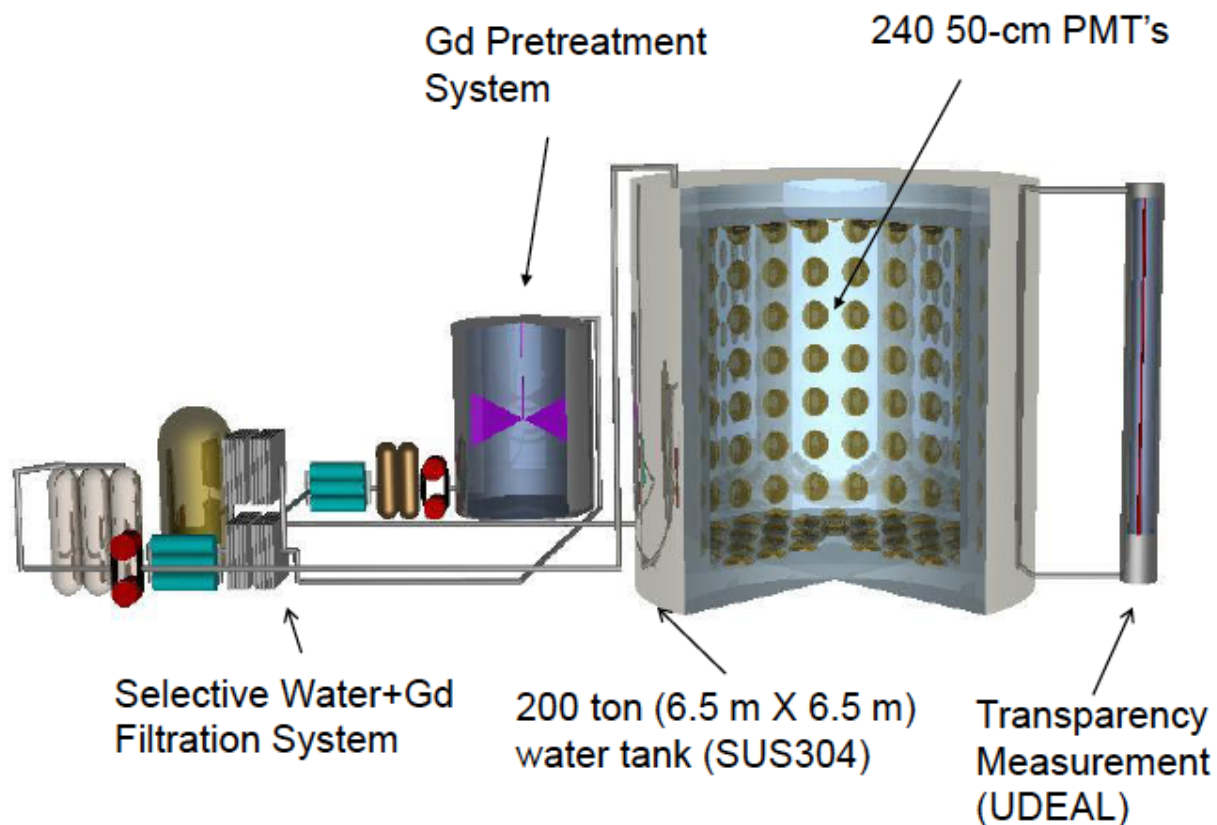 Gd Pretreatment
System
240 50-cm PMT's
Selective Water+Gd
Filtration System
200 ton (6.5 m X 6.5 m)
water tank (SUS304)
Transparency
Measurement
(UDEAL)